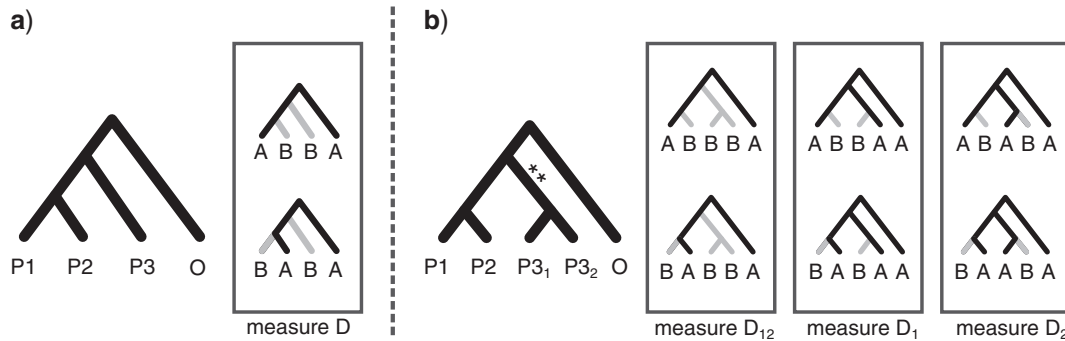 a)
A B B A
P1 P2 P3 O
B A B A
measure D
b)
**
P1 P2 P3₁ P3₂ O
A B B B A
B A B B A
measure D₁₂
A B B A A
B A B A A
measure D₁
A B A B A
B A A B A
measure D₂